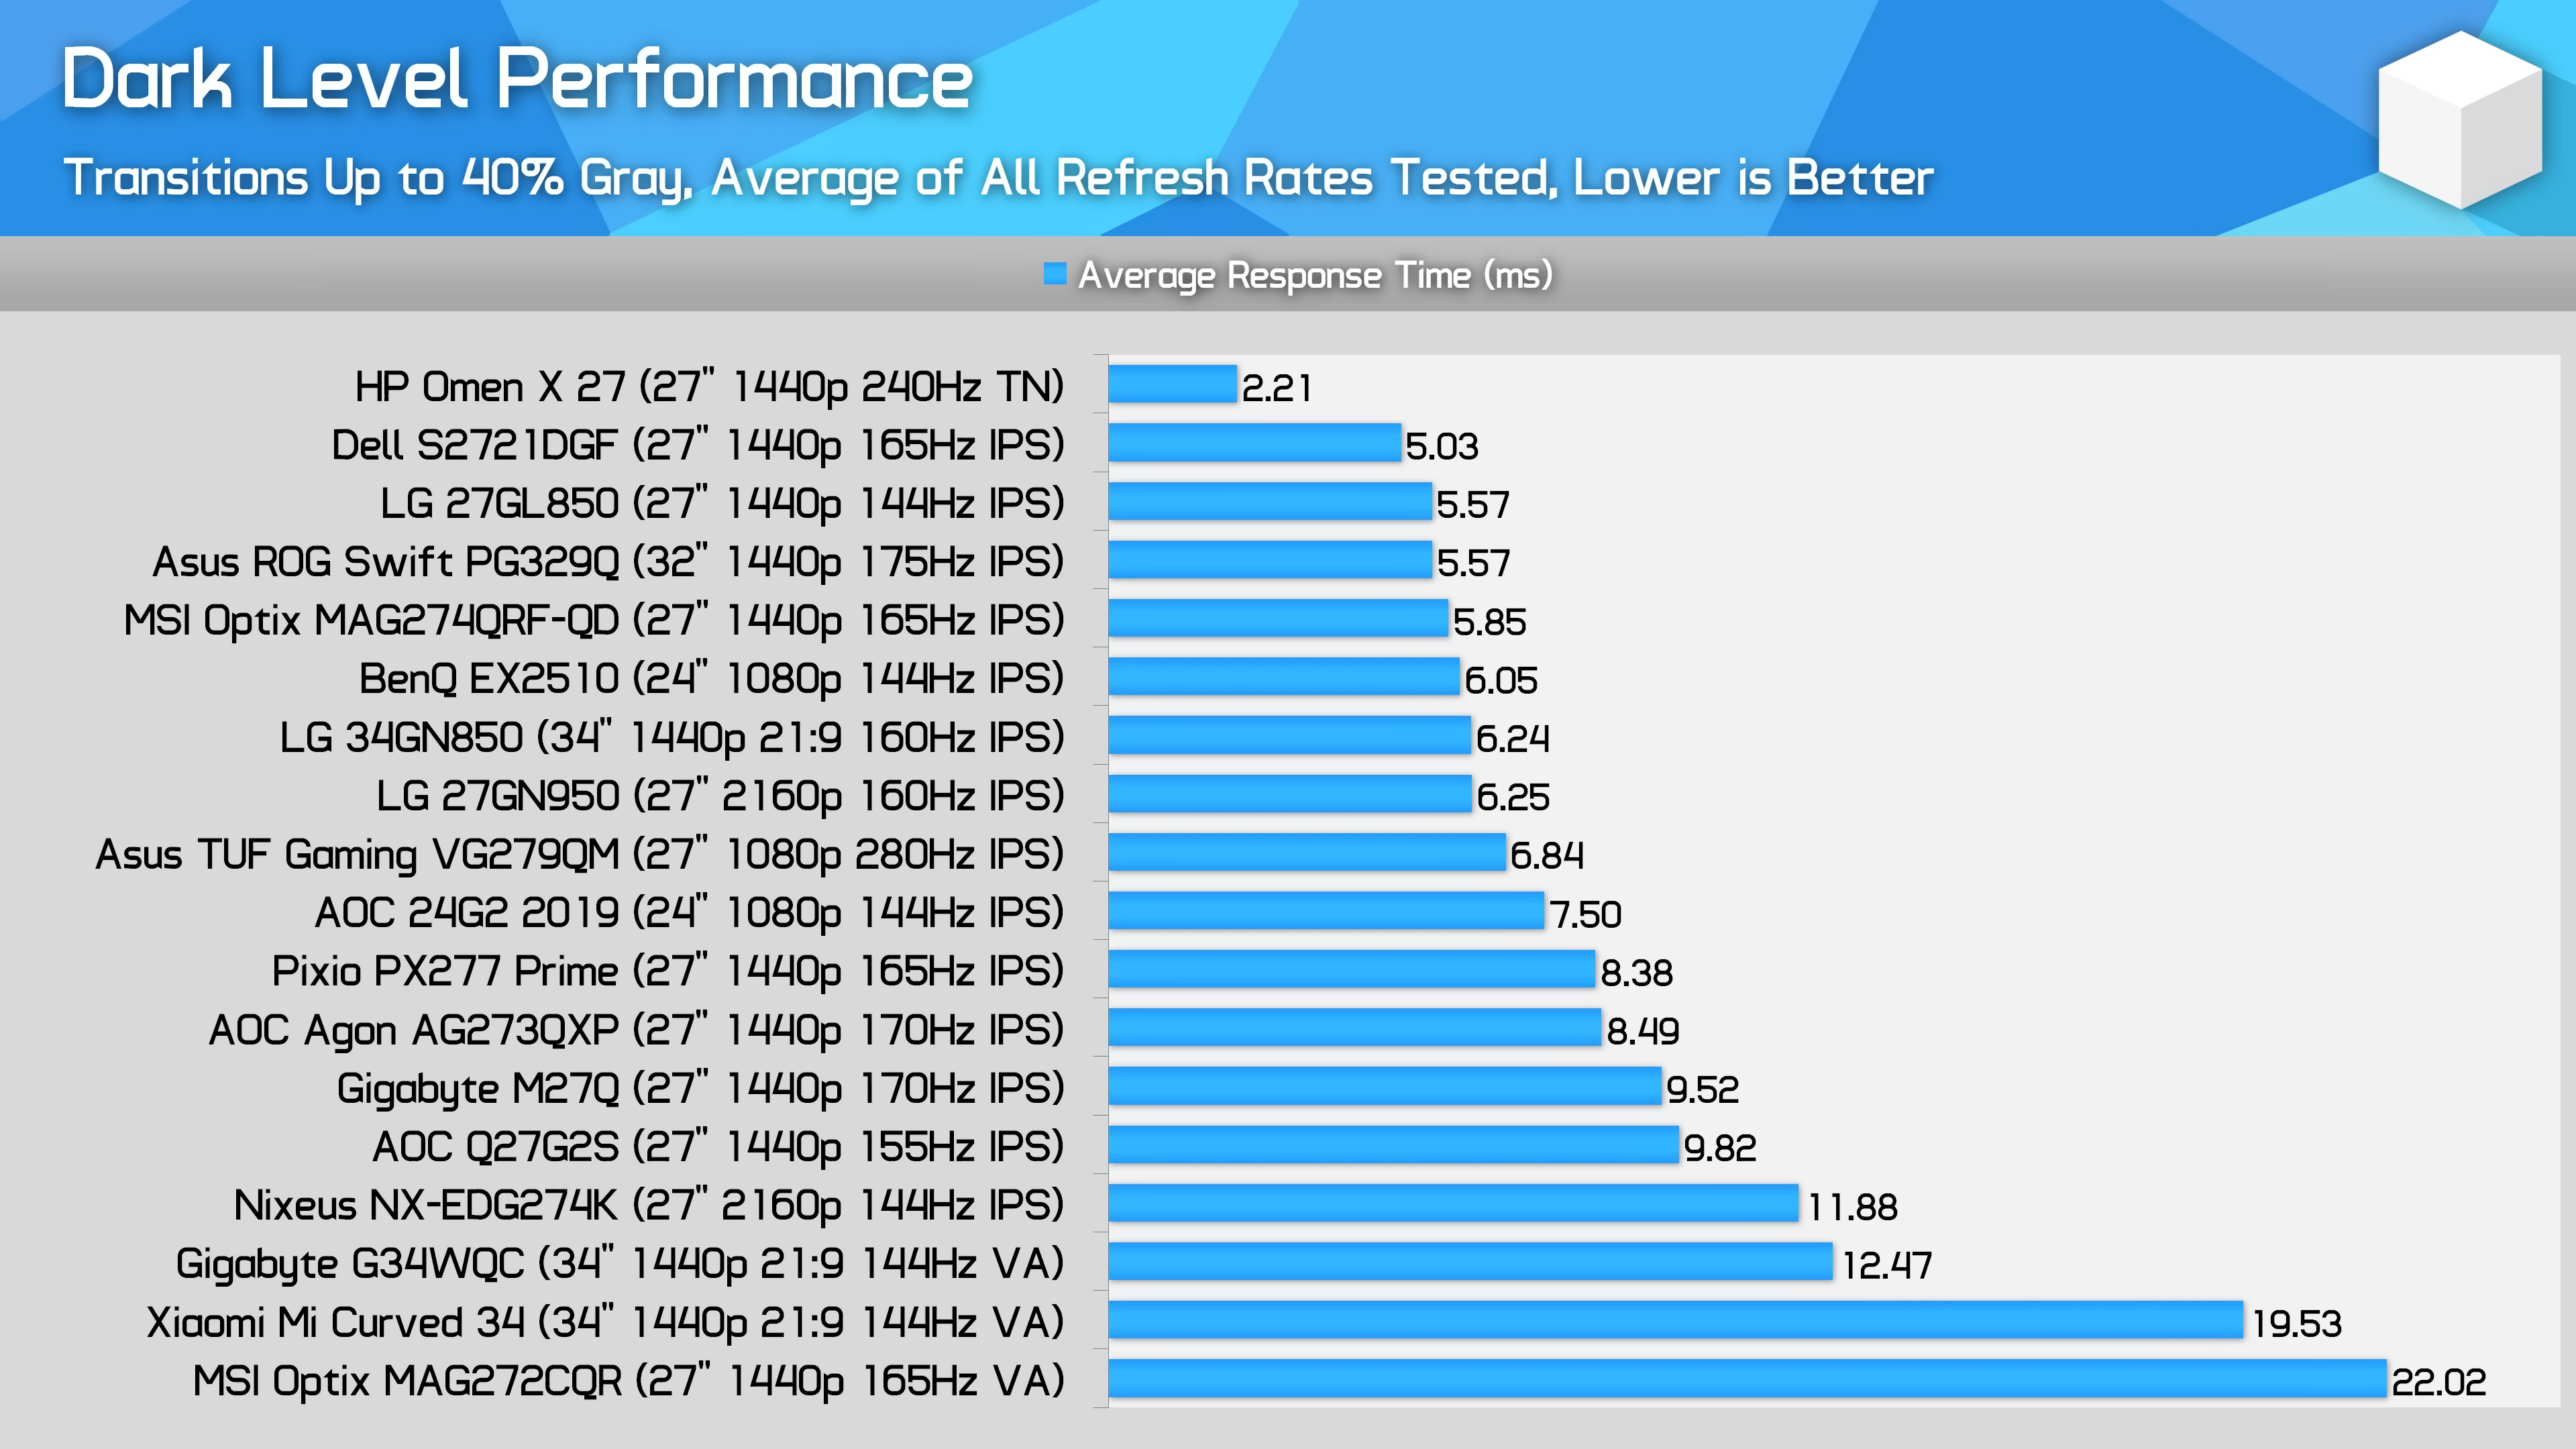 Dark Level Performance
Transitions Up to 40% Gray, Average of All Refresh Rates Tested, Lower is Better
Average Response Time (ms)
HP Omen X 27 (27" 1440p 240Hz TN) 2.21
Dell S2721DGF (27" 1440p 165Hz IPS) 5.03
LG 27GL850 (27" 1440p 144Hz IPS) 5.57
Asus ROG Swift PG329Q (32" 1440p 175Hz IPS) 5.57
MSI Optix MAG274QRF-QD (27" 1440p 165Hz IPS) 5.85
BenQ EX2510 (24" 1080p 144Hz IPS) 6.05
LG 34GN850 (34" 1440p 21:9 160Hz IPS) 6.24
LG 27GN950 (27" 2160p 160Hz IPS) 6.25
Asus TUF Gaming VG279QM (27" 1080p 280Hz IPS) 6.84
AOC 24G2 2019 (24" 1080p 144Hz IPS) 7.50
Pixio PX277 Prime (27" 1440p 165Hz IPS) 8.38
AOC Agon AG273QXP (27" 1440p 170Hz IPS) 8.49
Gigabyte M27Q (27" 1440p 170Hz IPS) 9.52
AOC Q27G2S (27" 1440p 155Hz IPS) 9.82
Nixeus NX-EDG274K (27" 2160p 144Hz IPS) 11.88
Gigabyte G34WQC (34" 1440p 21:9 144Hz VA) 12.47
Xiaomi Mi Curved 34 (34" 1440p 21:9 144Hz VA) 19.53
MSI Optix MAG272CQR (27" 1440p 165Hz VA) 22.02